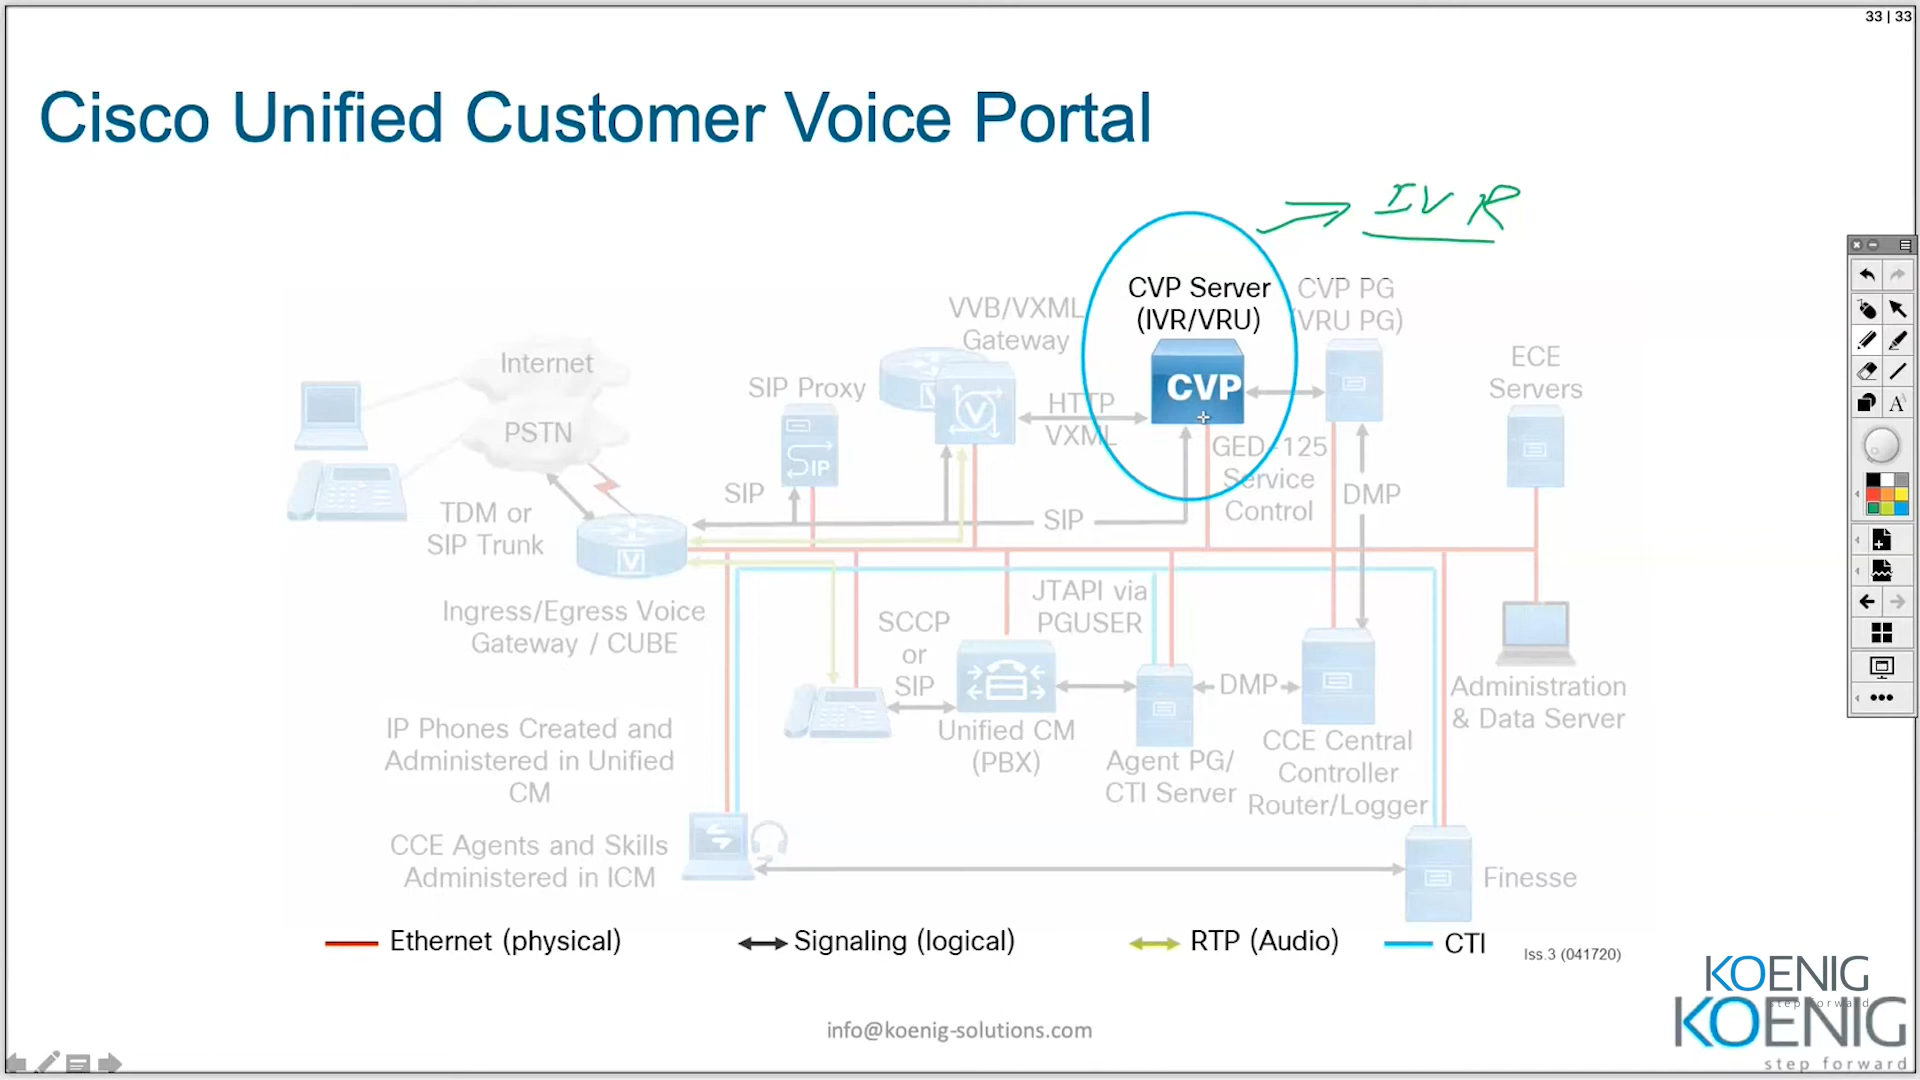 33 | 33
Cisco Unified Customer Voice Portal
IVR
CVP Server
(IVR/VRU)
CVP PG
(VRU PG)
VVB/VXML
Gateway
ECE
Servers
Internet
PSTN
SIP Proxy
SIP
CVP
HTTP
VXML
GED-125
Service
Control
DMP
SIP
SIP
TDM or
SIP Trunk
V
V
V
Ingress/Egress Voice
Gateway / CUBE
JTAPI via
PGUSER
SCCP
or
SIP
DMP
Administration
& Data Server
IP Phones Created and
Administered in Unified
CM
Unified CM
(PBX)
Agent PG/
CTI Server
CCE Central
Controller
Router/Logger
CCE Agents and Skills
Administered in ICM
Finesse
Ethernet (physical)
Signaling (logical)
RTP (Audio)
CTI
Iss.3 (041720)
KOENIG
step forward
KOENIG
step forward
info@koenig-solutions.com
A